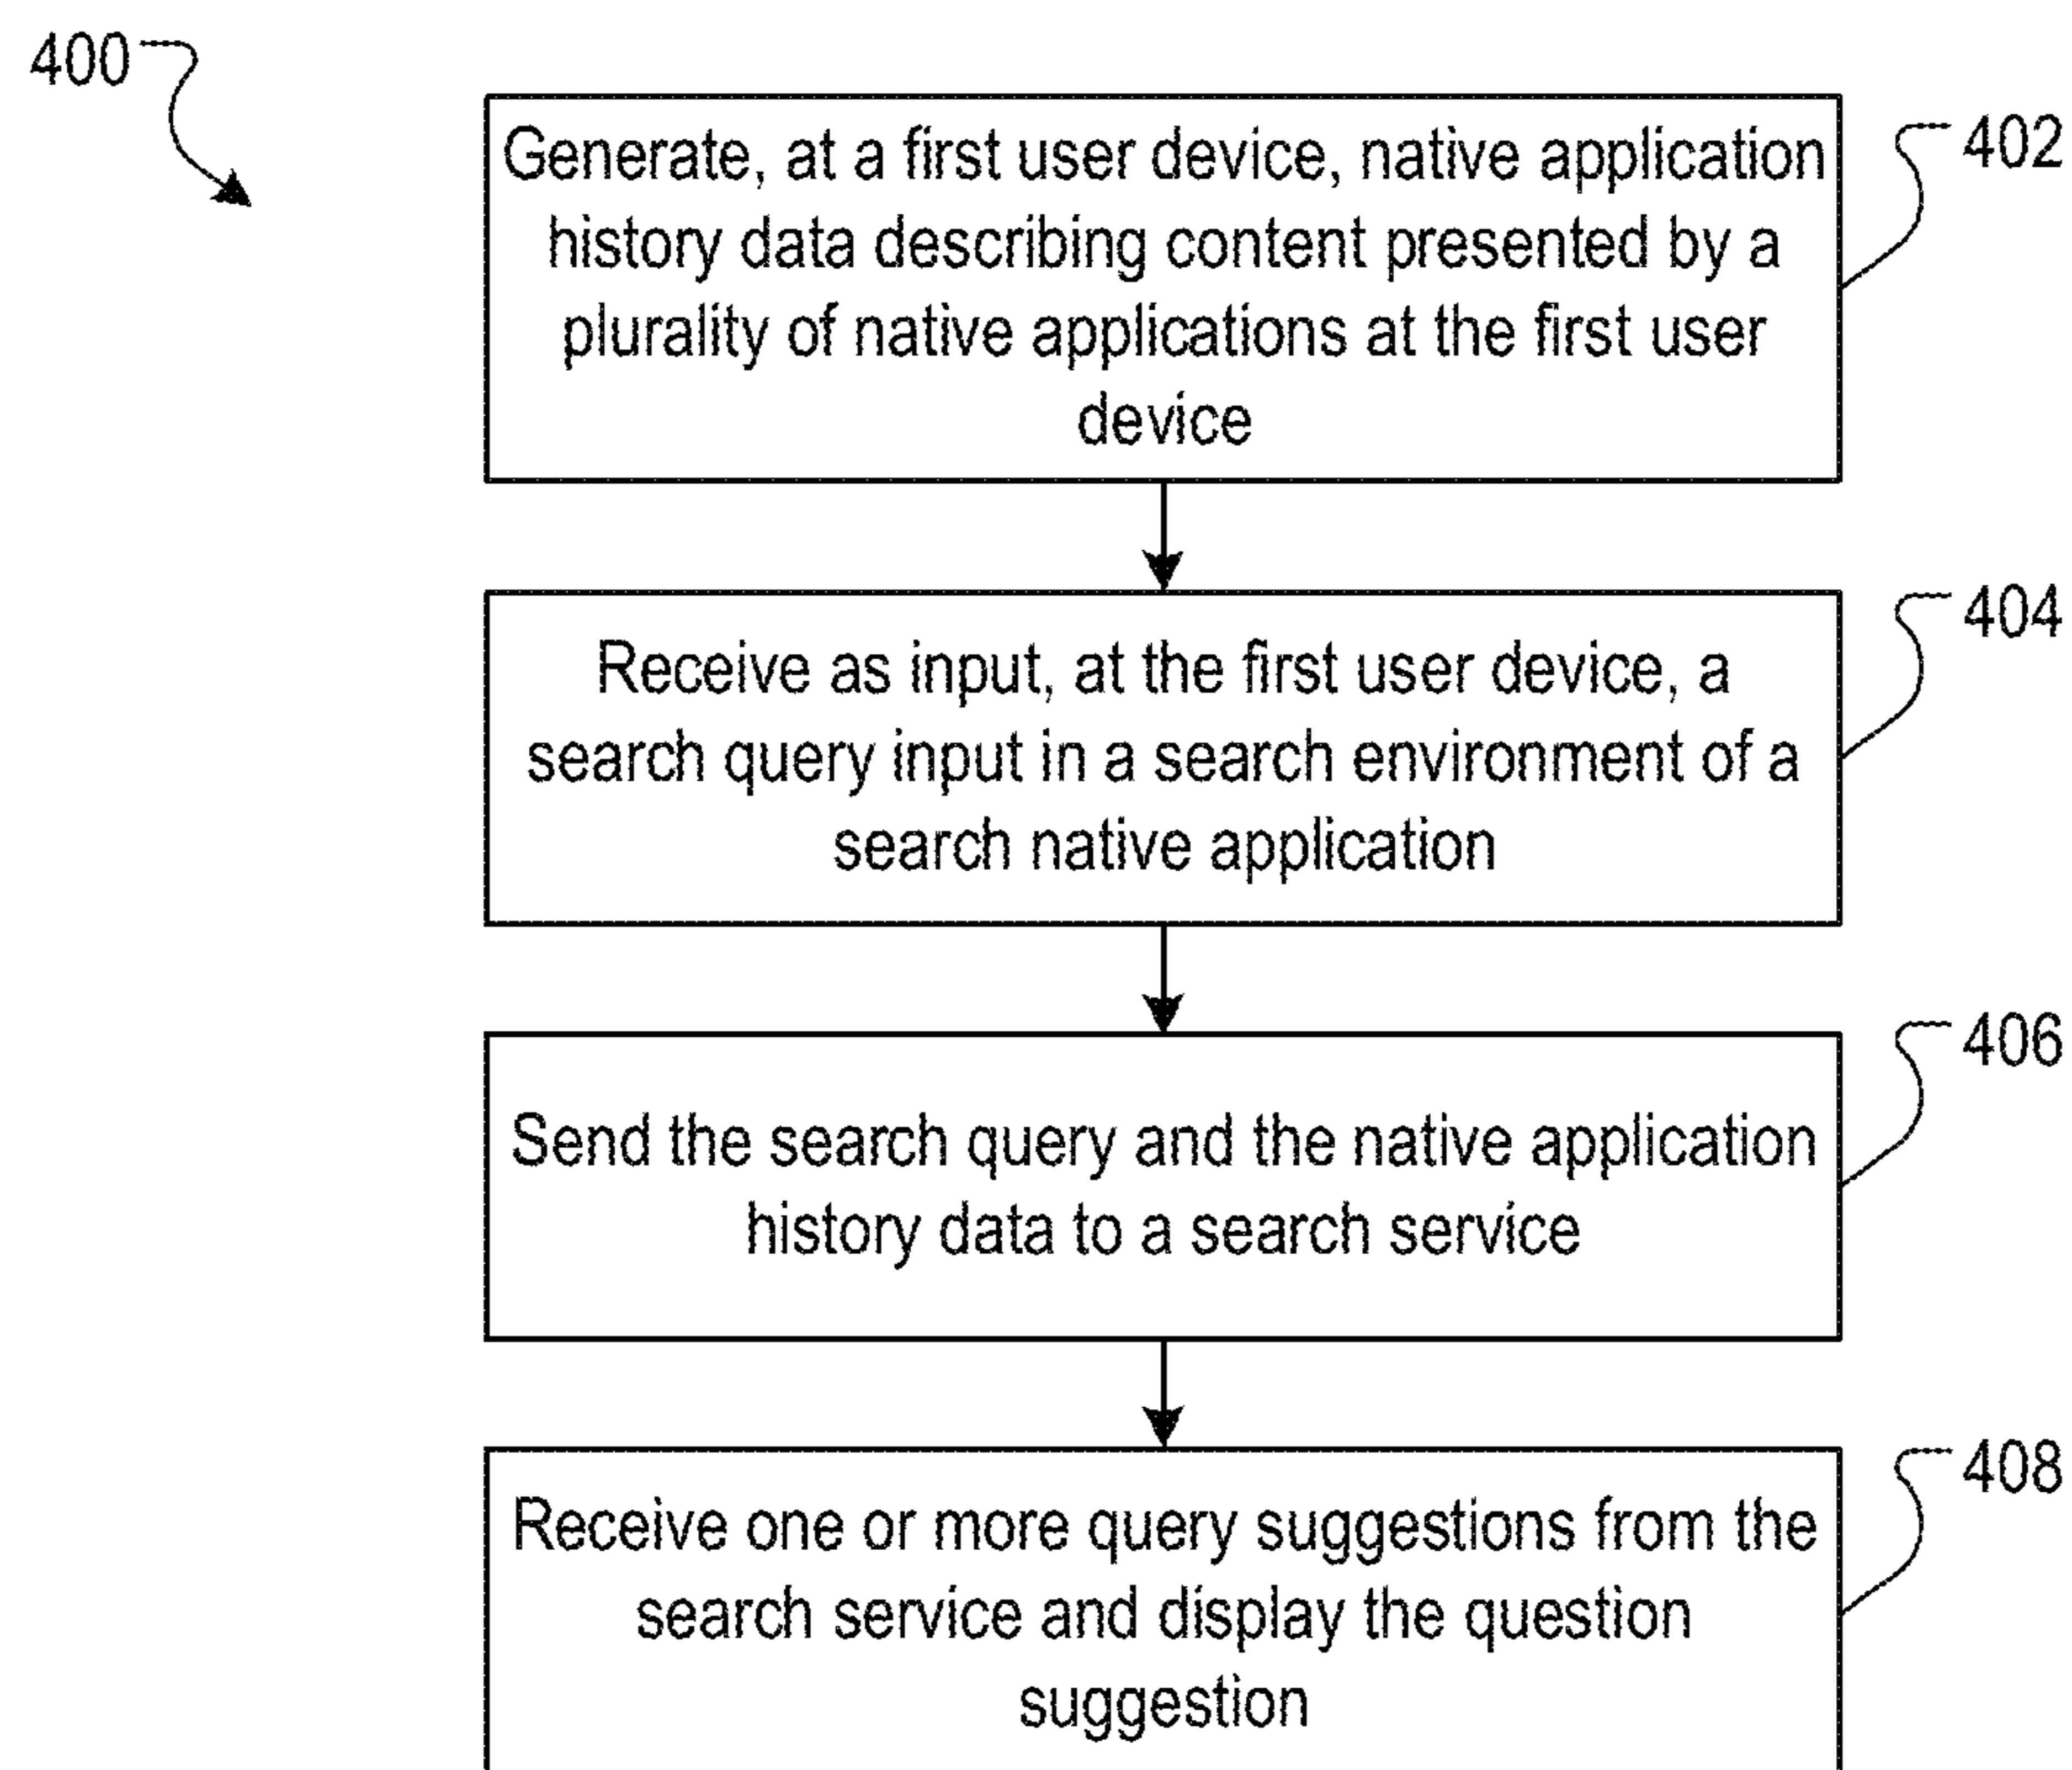 400
Generate, at a first user device, native application
history data describing content presented by a
plurality of native applications at the first user
device
402
Receive as input, at the first user device, a
search query input in a search environment of a
search native application
404
Send the search query and the native application
history data to a search service
406
Receive one or more query suggestions from the
search service and display the question
suggestion
408